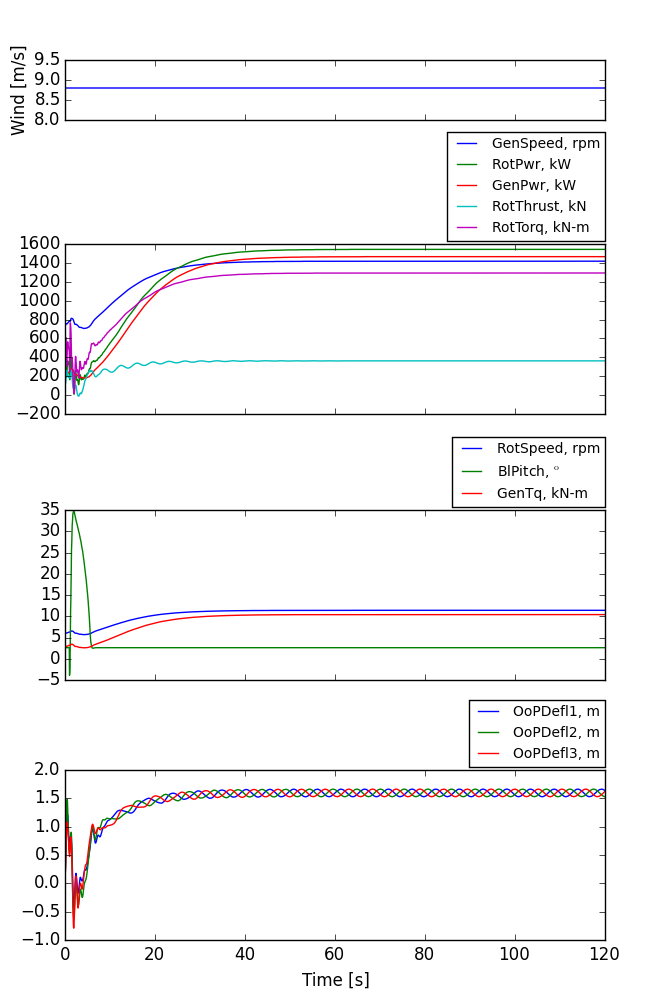 Wind [m/s]
9.5
9.0
8.5
8.0
GenSpeed, rpm
RotPwr, kW
GenPwr, kW
RotThrust, kN
RotTorq, kN-m
1600
1400
1200
1000
800
600
400
200
0
−200
RotSpeed, rpm
BlPitch, °
GenTq, kN-m
35
30
25
20
15
10
5
0
−5
OoPDefl1, m
OoPDefl2, m
OoPDefl3, m
2.0
1.5
1.0
0.5
0.0
−0.5
−1.0
0 20 40 60 80 100 120
Time [s]